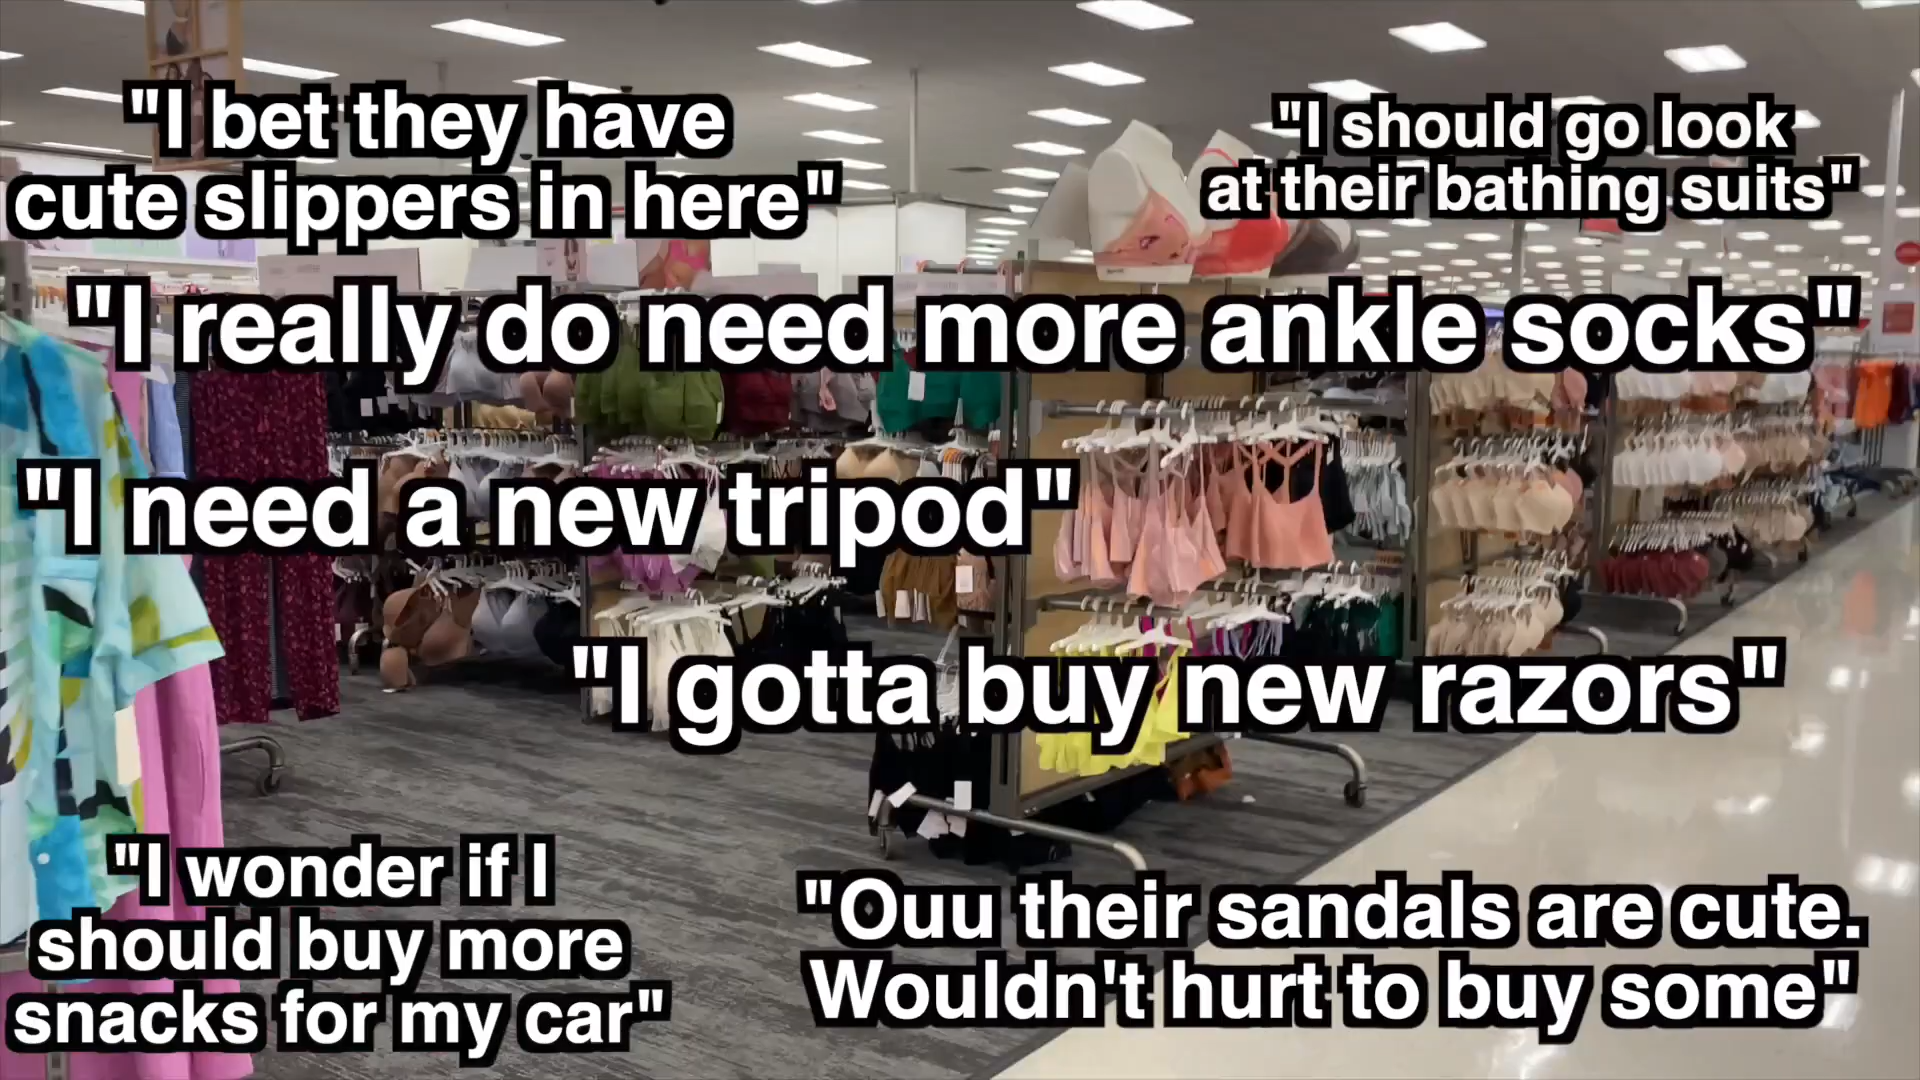 "I bet they have
cute slippers in here"
"I should go look
at their bathing suits"
"I really do need more ankle socks"
"I need a new tripod"
"I gotta buy new razors"
"I wonder if I
should buy more
snacks for my car"
"Ouu their sandals are cute.
Wouldn't hurt to buy some"